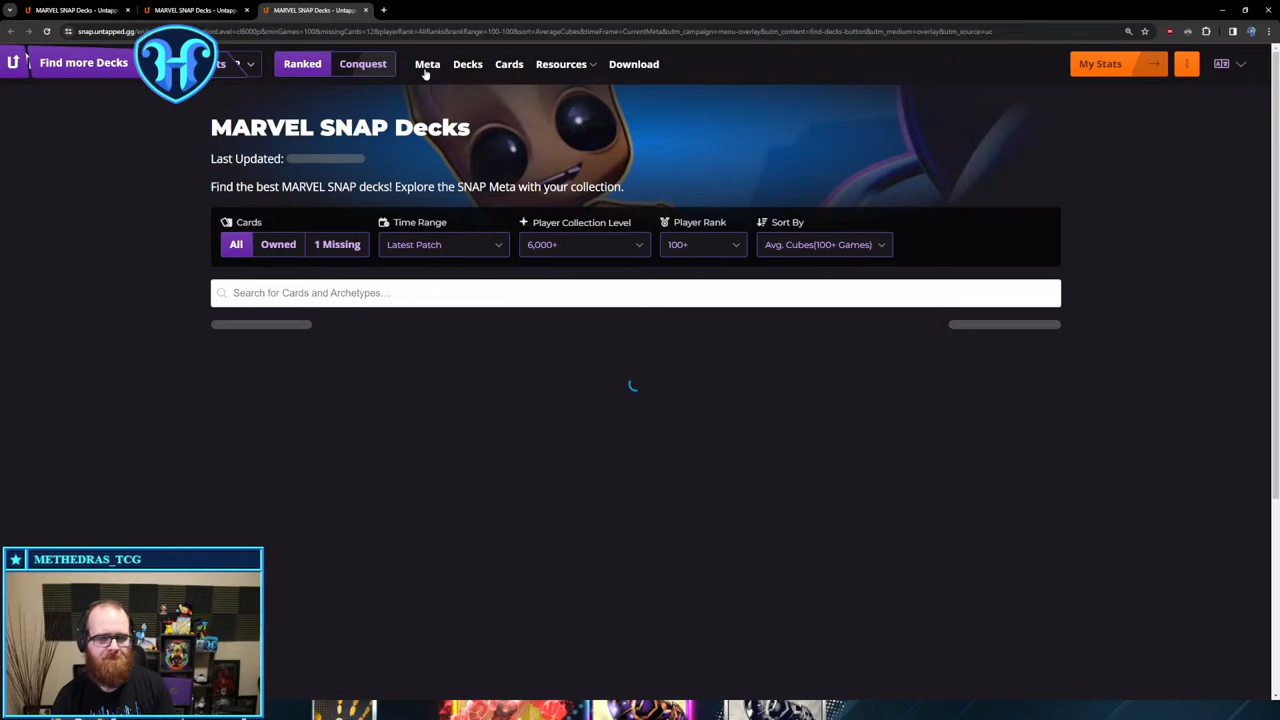 MARVEL SNAP Decks - Untapp
MARVEL SNAP Decks - Untapp
MARVEL SNAP Decks - Untapp
Find more Decks
Ranked
Conquest
Meta
Decks
Cards
Resources
Download
My Stats
MARVEL SNAP Decks
Last Updated:
Find the best MARVEL SNAP decks! Explore the SNAP Meta with your collection.
Cards
Time Range
Player Collection Level
Player Rank
Sort By
All
Owned
1 Missing
Latest Patch
6,000+
100+
Avg. Cubes(100+ Games)
Search for Cards and Archetypes...
METHEDRAS_TCG